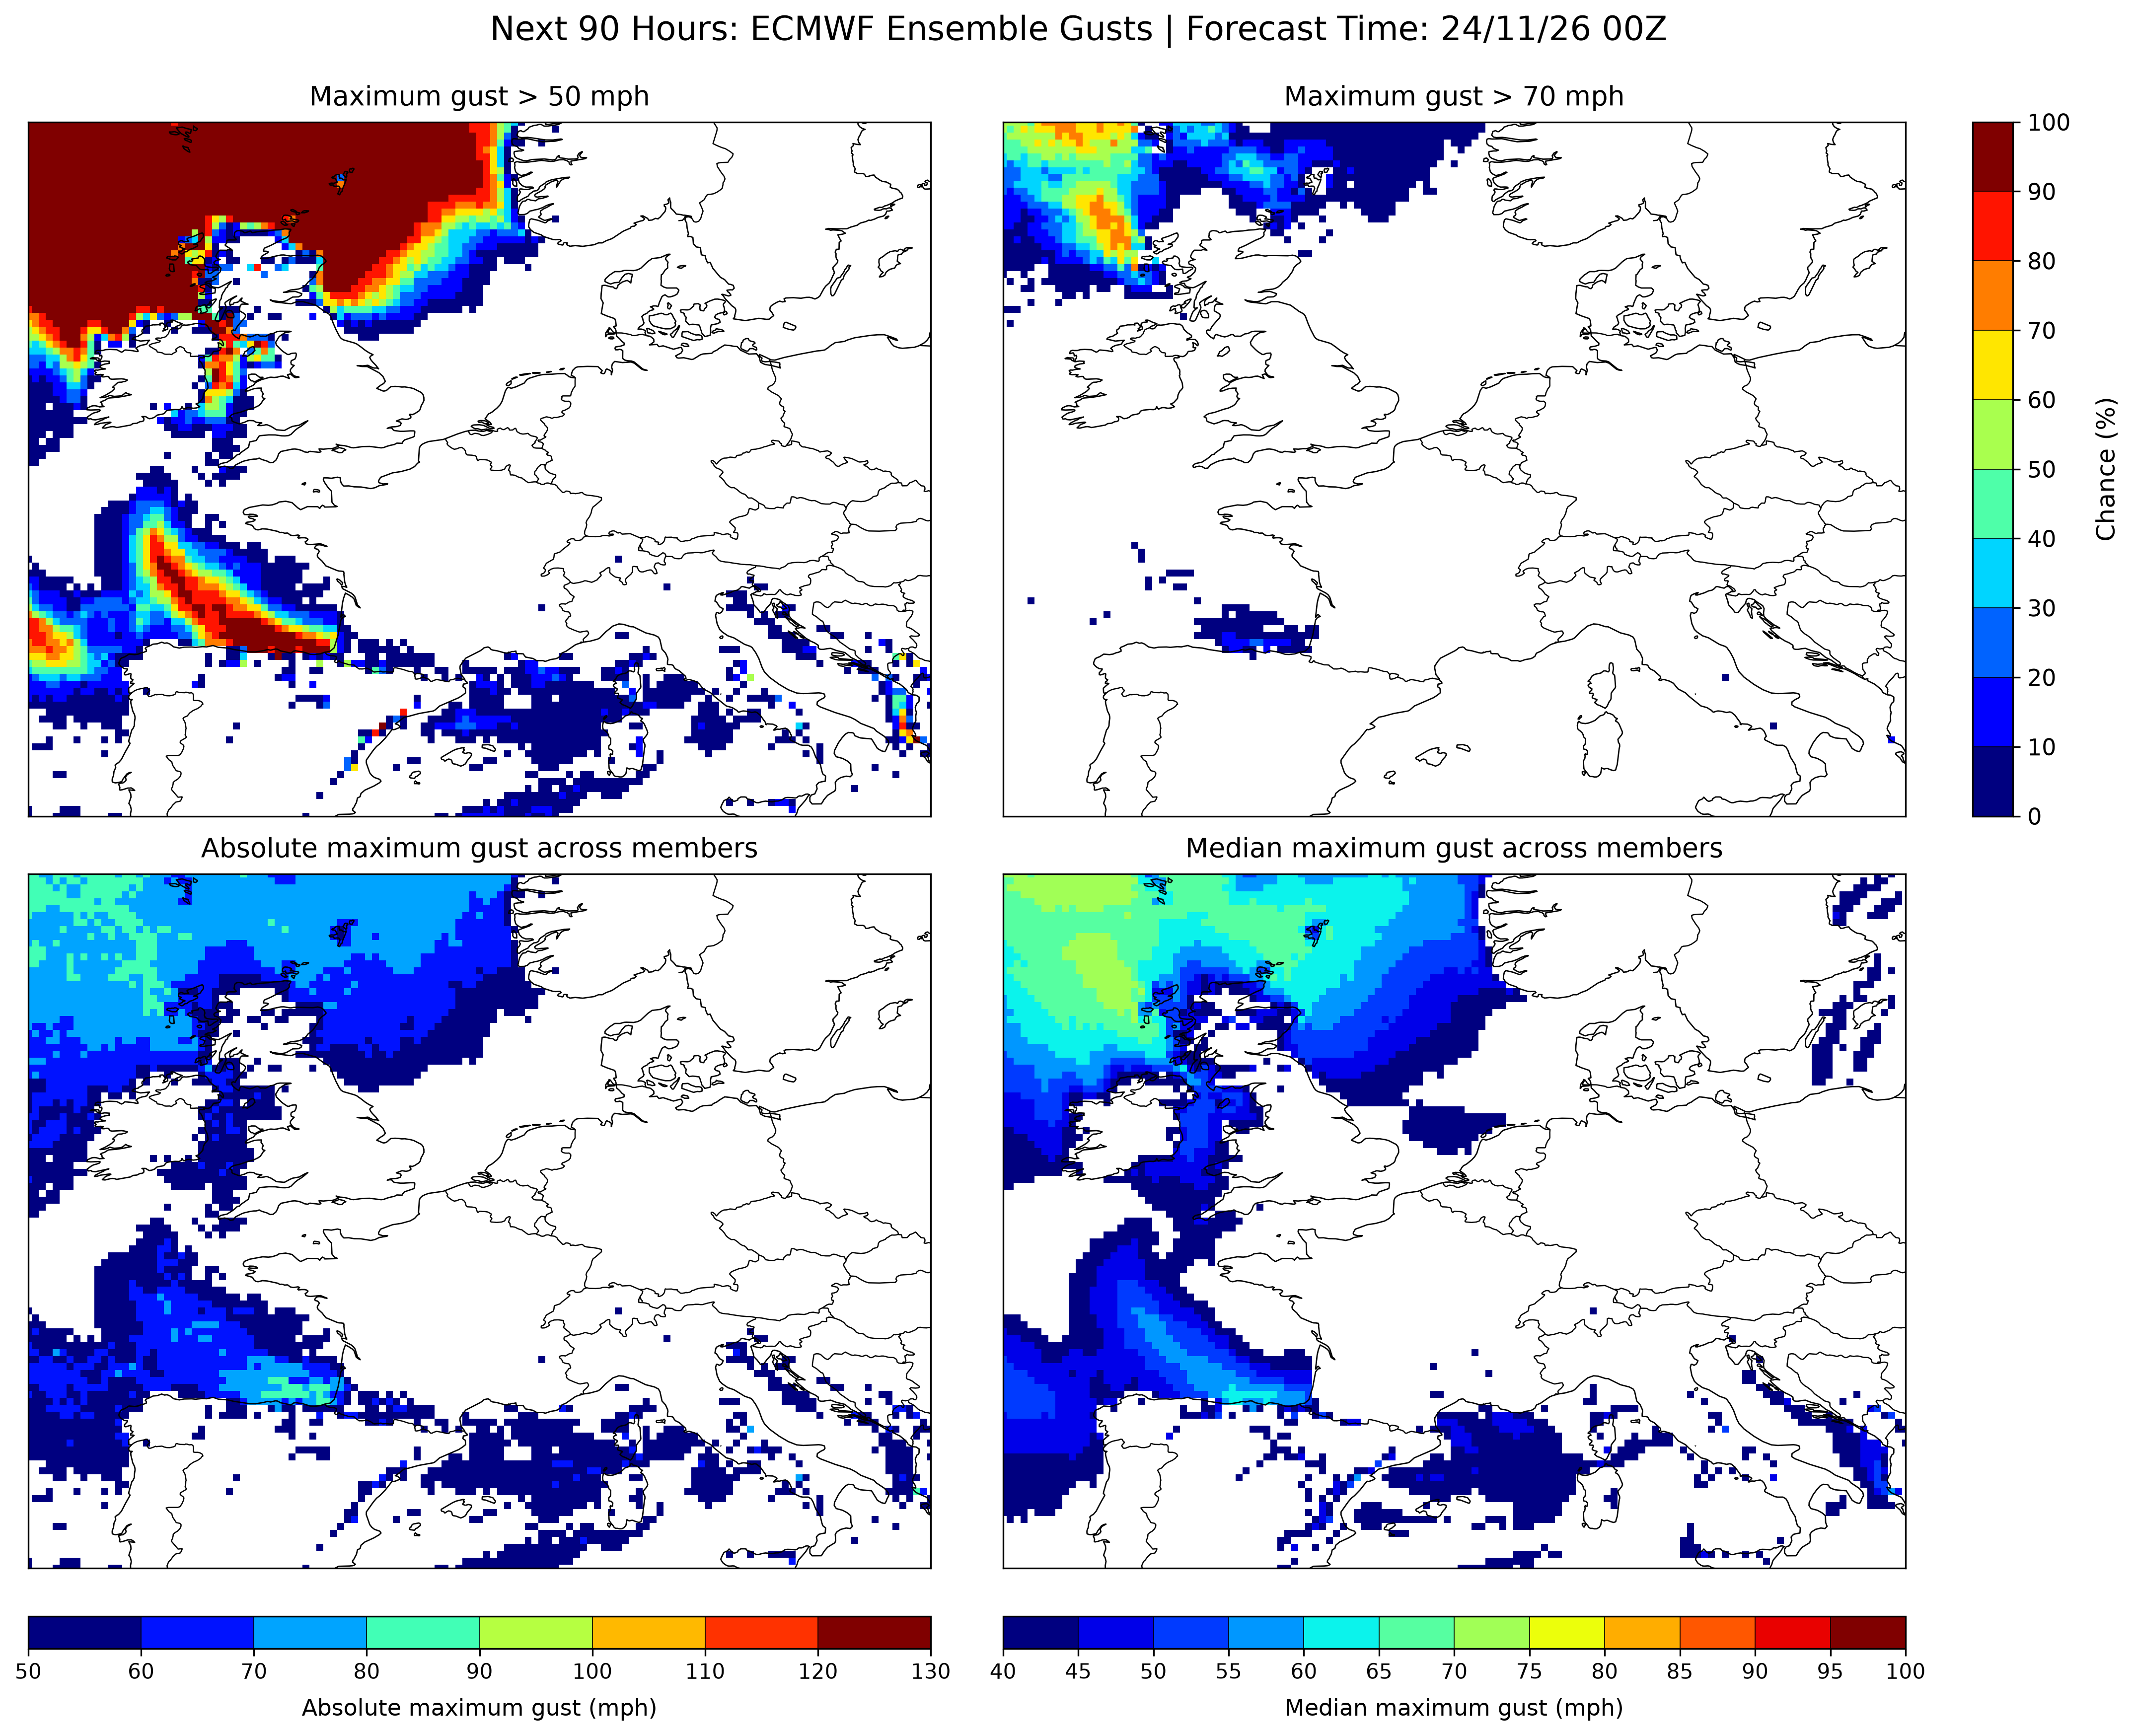 Next 90 Hours: ECMWF Ensemble Gusts | Forecast Time: 24/11/26 00Z
Maximum gust > 50 mph
Maximum gust > 70 mph
100
90
80
70
60
50
40
30
20
10
0
Chance (%)
Absolute maximum gust across members
Median maximum gust across members
50 60 70 80 90 100 110 120 130
Absolute maximum gust (mph)
40 45 50 55 60 65 70 75 80 85 90 95 100
Median maximum gust (mph)